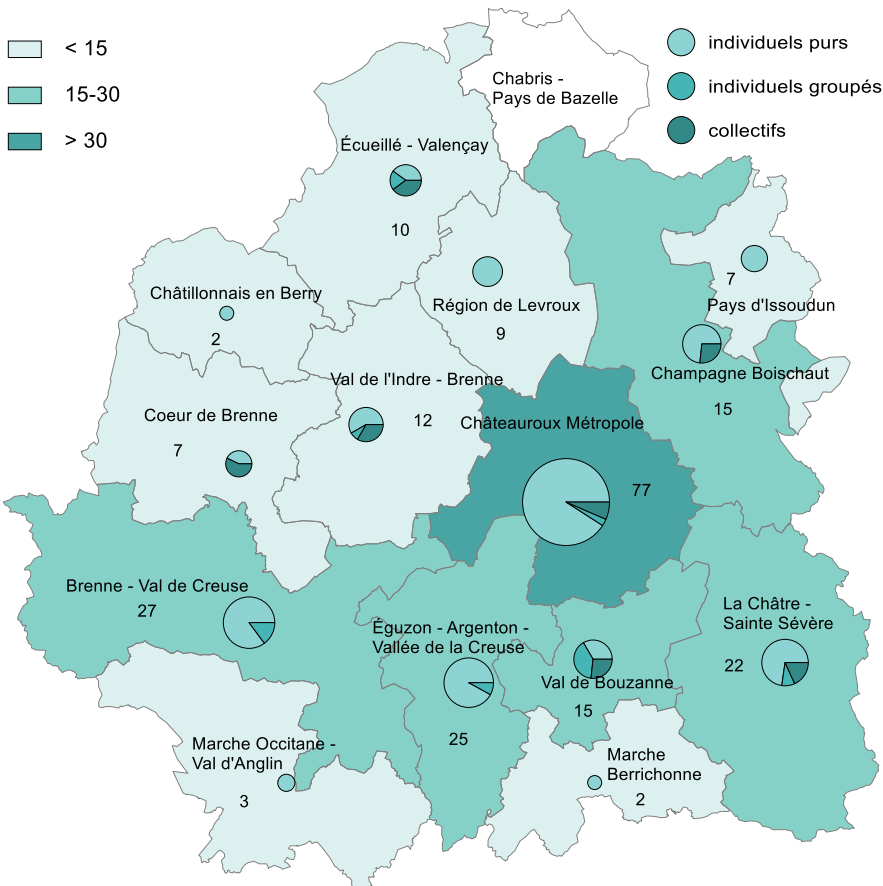 < 15
15-30
> 30
individuels purs
individuels groupés
collectifs
Chabris -
Pays de Bazelle
Écueillé - Valençay
10
Châtillonnais en Berry
2
Région de Levroux
9
7
Pays d'Issoudun
Champagne Boischaut
15
Val de l'Indre - Brenne
12
Coeur de Brenne
7
Châteauroux Métropole
77
Brenne - Val de Creuse
27
Éguzon - Argenton -
Vallée de la Creuse
25
Val de Bouzanne
15
La Châtre -
Sainte Sévère
22
Marche Occitane -
Val d'Anglin
3
Marche
Berrichonne
2